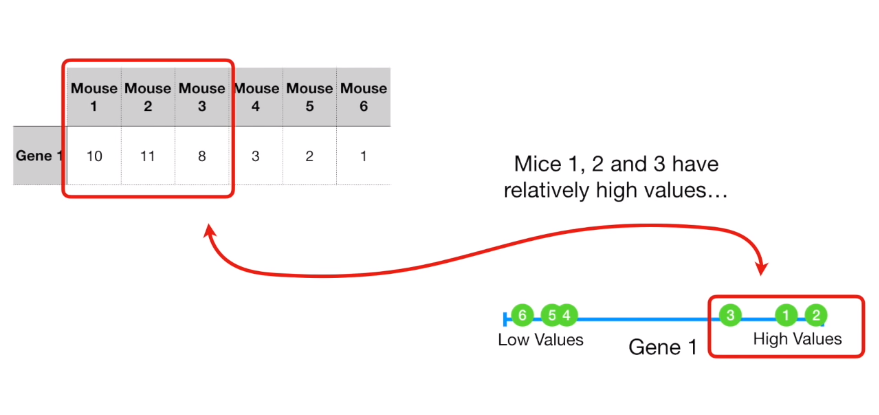 Mouse Mouse Mouse Mouse Mouse Mouse
1 2 3 4 5 6
Gene 1 10 11 8 3 2 1
Mice 1, 2 and 3 have
relatively high values…
6 5 4 3 1 2
Low Values High Values
Gene 1